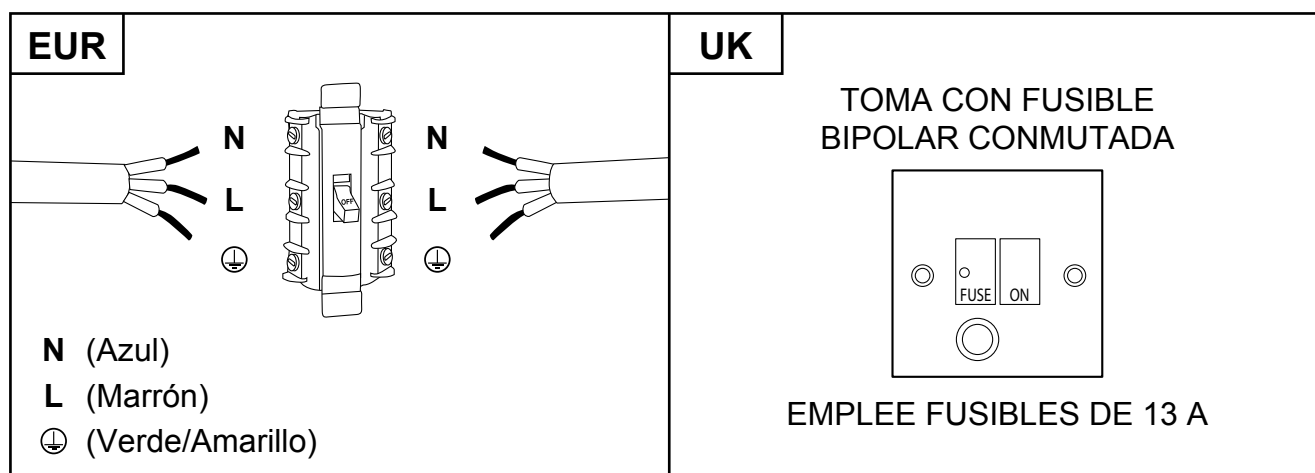 EUR
N
L
OFF
N
L
N (Azul)
L (Marrón)
(Verde/Amarillo)
UK
TOMA CON FUSIBLE
BIPOLAR CONMUTADA
FUSE ON
EMPLEE FUSIBLES DE 13 A